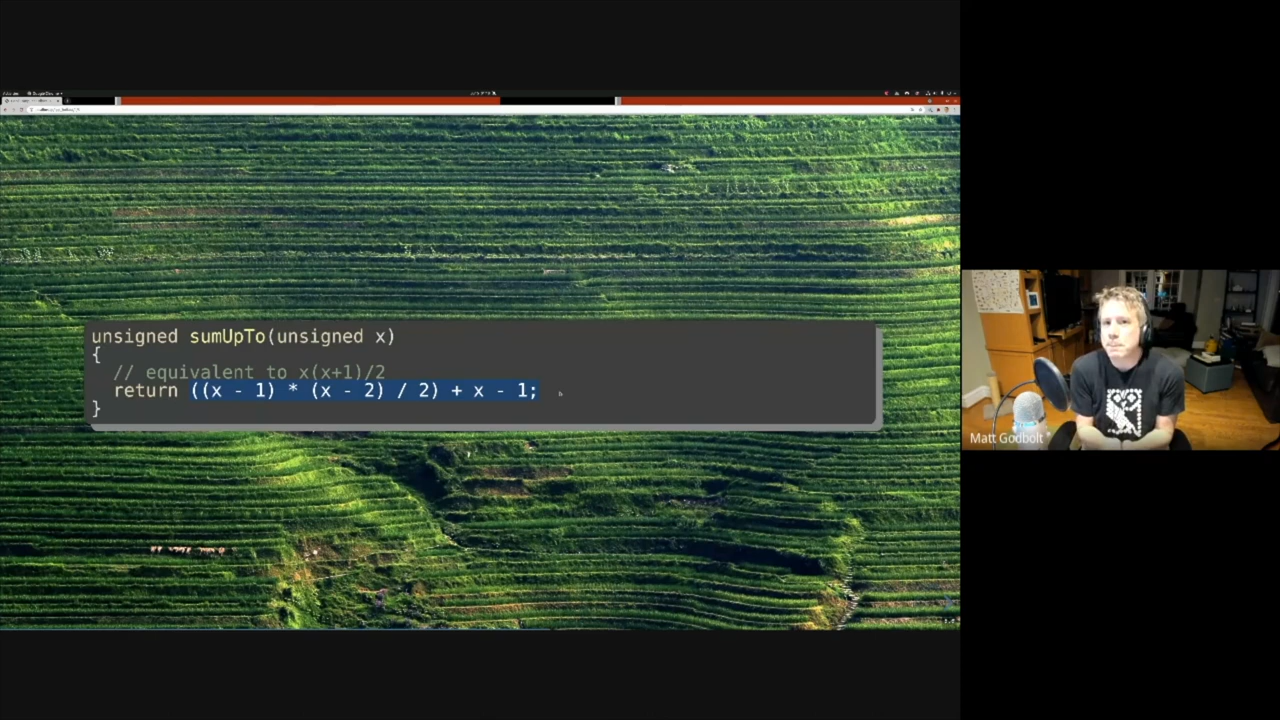 unsigned sumUpTo(unsigned x)
{
  // equivalent to x(x+1)/2
  return ((x - 1) * (x - 2) / 2) + x - 1;
}
Matt Godbolt